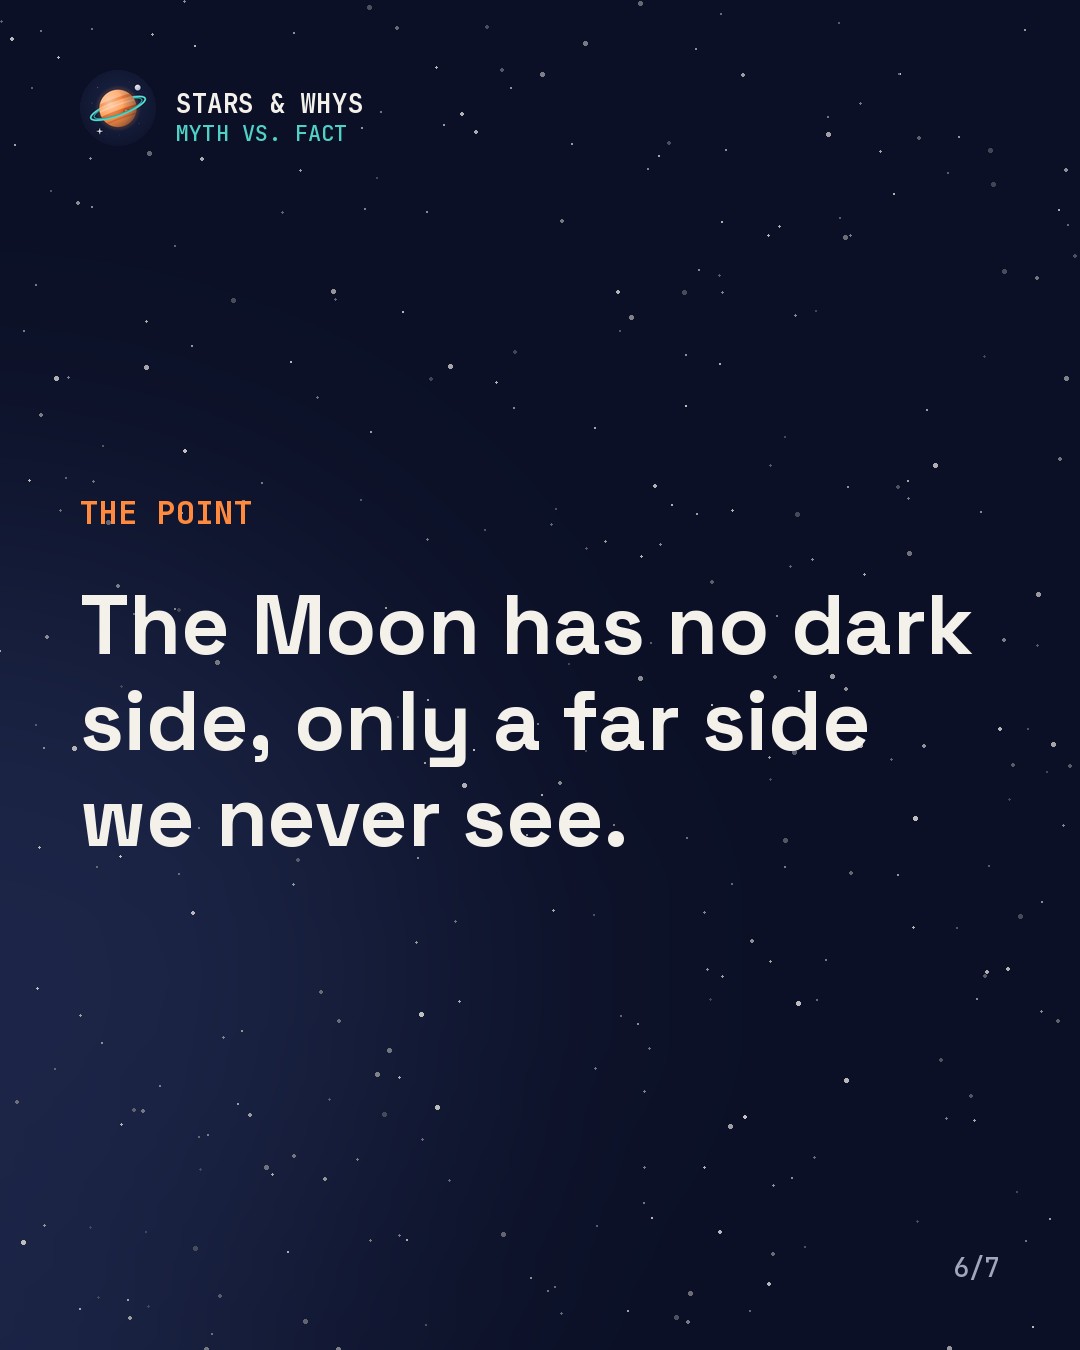 STARS & WHYS
MYTH VS. FACT
THE POINT
The Moon has no dark
side, only a far side
we never see.
6/7